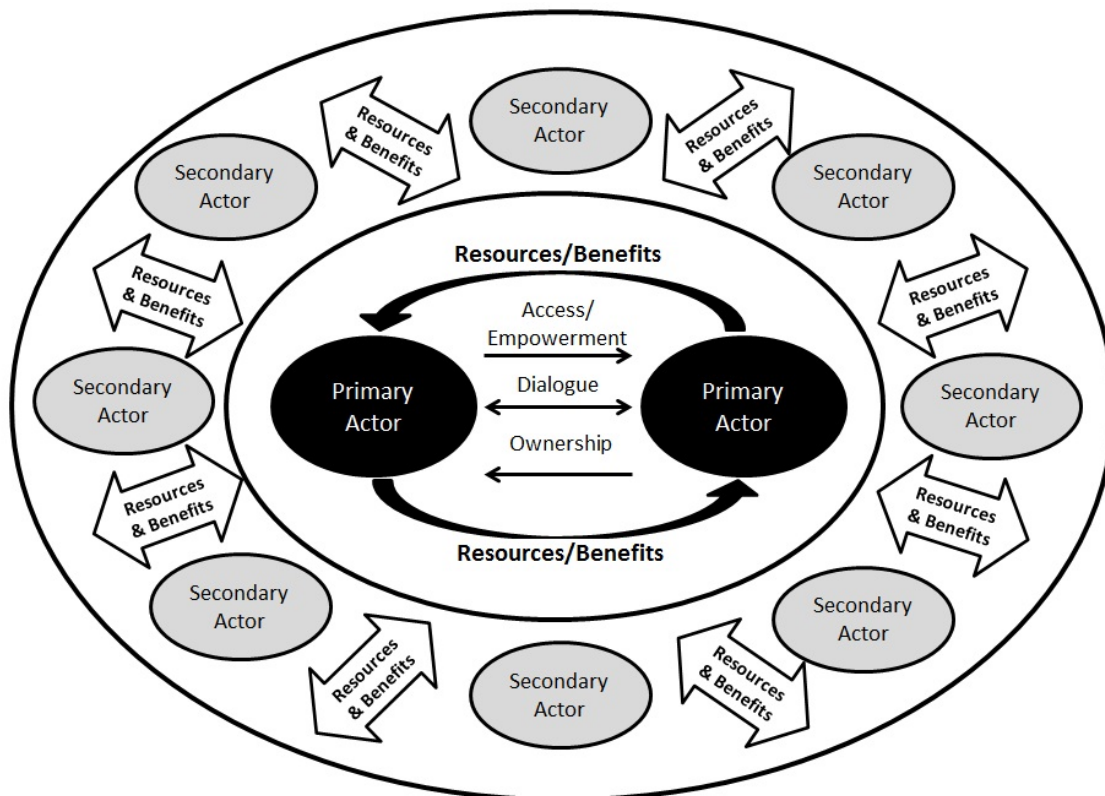 Secondary
Actor
Resources
& Benefits
Resources
& Benefits
Secondary
Actor
Secondary
Actor
Resources/Benefits
Resources
& Benefits
Resources
& Benefits
Access/
Empowerment
Secondary
Actor
Primary
Actor
Dialogue
Primary
Actor
Secondary
Actor
Ownership
Resources
& Benefits
Resources
& Benefits
Resources/Benefits
Secondary
Actor
Secondary
Actor
Resources
& Benefits
Secondary
Actor
Resources
& Benefits